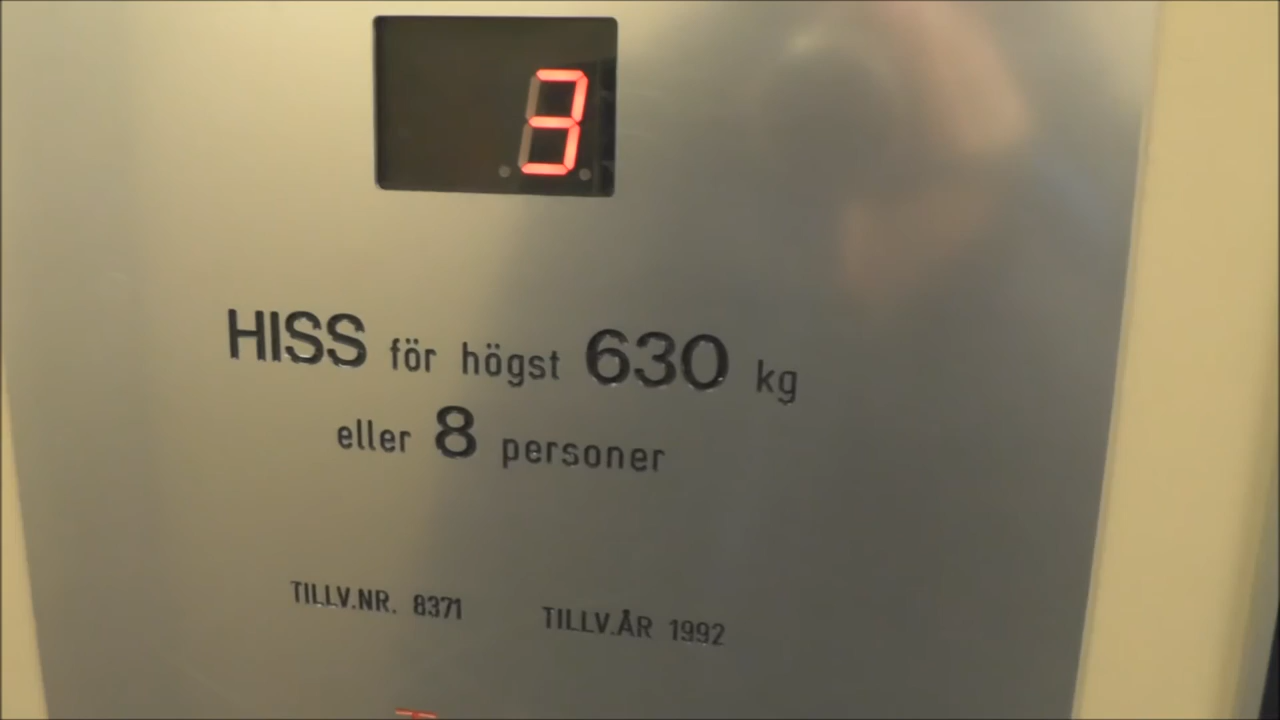 3
HISS för högst 630 kg
eller 8 personer
TILLV.NR. 8371 TILLV.ÅR 1992